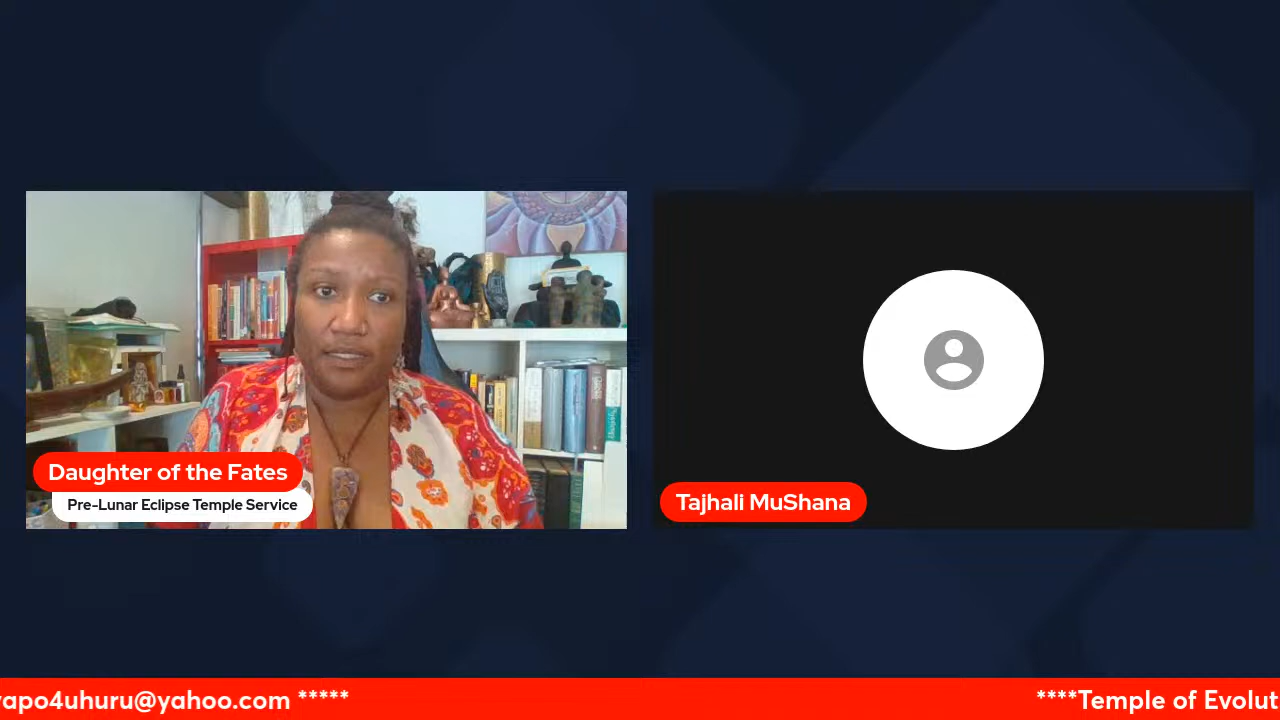 Daughter of the Fates
Pre-Lunar Eclipse Temple Service
Tajhali MuShana
apo4uhuru@yahoo.com ***** ****Temple of Evolut